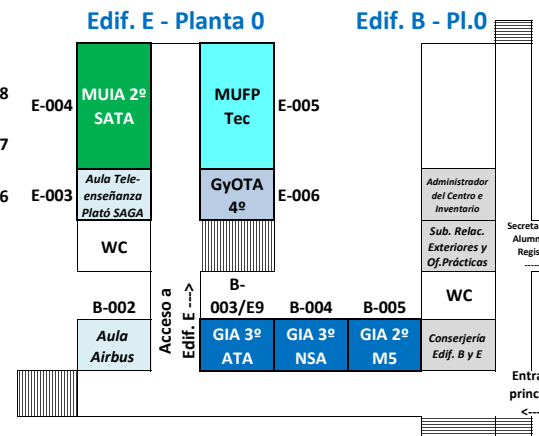 Edif. E - Planta 0
Edif. B - Pl.0
8
7
6
E-004
MUIA 2º
SATA
MUFP
Tec
E-005
E-003
Aula Tele-
enseñanza
Plató SAGA
GyOTA
4º
E-006
Administrador
del Centro e
Inventario
WC
Sub. Relac.
Exteriores y
Of.Prácticas
Secreta
Alumn
Regis
-----
B-002
Acceso a
Edif. E --->
B-
003/E9
B-004
B-005
WC
Aula
Airbus
GIA 3º
ATA
GIA 3º
NSA
GIA 2º
M5
Conserjería
Edif. B y E
Entra
princ
<---